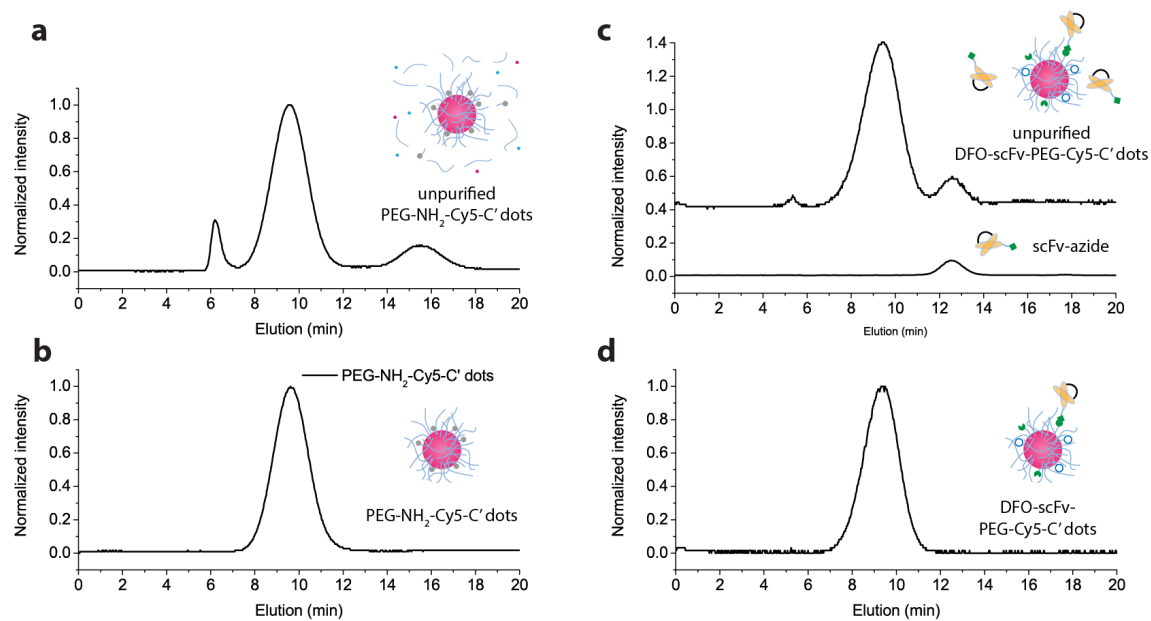 a
1.0
0.8
0.6
0.4
0.2
0.0
Normalized intensity
0 2 4 6 8 10 12 14 16 18 20
Elution (min)
unpurified
PEG-NH2-Cy5-C' dots
b
1.0
0.8
0.6
0.4
0.2
0.0
Normalized intensity
0 2 4 6 8 10 12 14 16 18 20
Elution (min)
PEG-NH2-Cy5-C' dots
PEG-NH2-Cy5-C' dots
c
1.4
1.2
1.0
0.8
0.6
0.4
0.2
0.0
Normalized intensity
0 2 4 6 8 10 12 14 16 18 20
Elution (min)
unpurified
DFO-scFv-PEG-Cy5-C' dots
scFv-azide
d
1.0
0.8
0.6
0.4
0.2
0.0
Normalized intensity
0 2 4 6 8 10 12 14 16 18 20
Elution (min)
DFO-scFv-
PEG-Cy5-C' dots